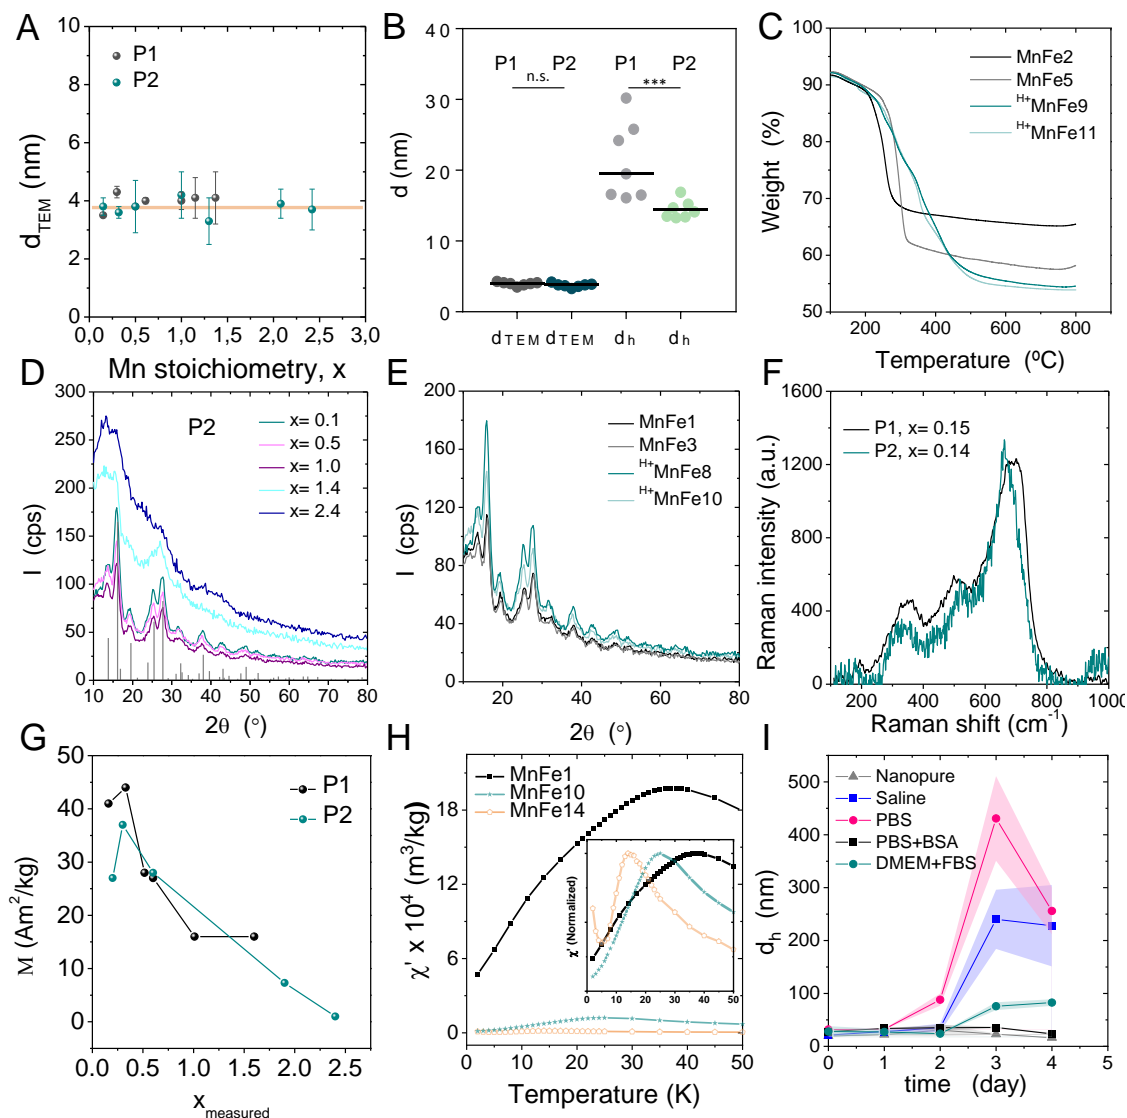 A
P1
P2
10
8
6
4
2
0
d_TEM (nm)
0 0,5 1,0 1,5 2,0 2,5 3,0
Mn stoichiometry, x
B
P1 P2 P1 P2
n.s. ***
40
30
20
10
0
d (nm)
d TEM d TEM d h d h
C
MnFe2
MnFe5
H+MnFe9
H+MnFe11
100
90
80
70
60
50
Weight (%)
200 400 600 800
Temperature (ºC)
D
P2
x= 0.1
x= 0.5
x= 1.0
x= 1.4
x= 2.4
300
250
200
150
100
50
0
I (cps)
10 20 30 40 50 60 70 80
2θ (°)
E
MnFe1
MnFe3
H+MnFe8
H+MnFe10
200
160
120
80
40
0
I (cps)
20 40 60 80
2θ (°)
F
P1, x= 0.15
P2, x= 0.14
1600
1200
800
400
0
Raman intensity (a.u.)
200 400 600 800 1000
Raman shift (cm-1)
G
P1
P2
50
40
30
20
10
0
M (Am2/kg)
0.0 0.5 1.0 1.5 2.0 2.5
x_measured
H
MnFe1
MnFe10
MnFe14
18
12
6
0
χ' x 10^4 (m3/kg)
χ' (Normalized)
0 10 20 30 40 50
0 10 20 30 40 50
Temperature (K)
I
Nanopure
Saline
PBS
PBS+BSA
DMEM+FBS
500
400
300
200
100
0
d_h (nm)
0 1 2 3 4 5
time (day)